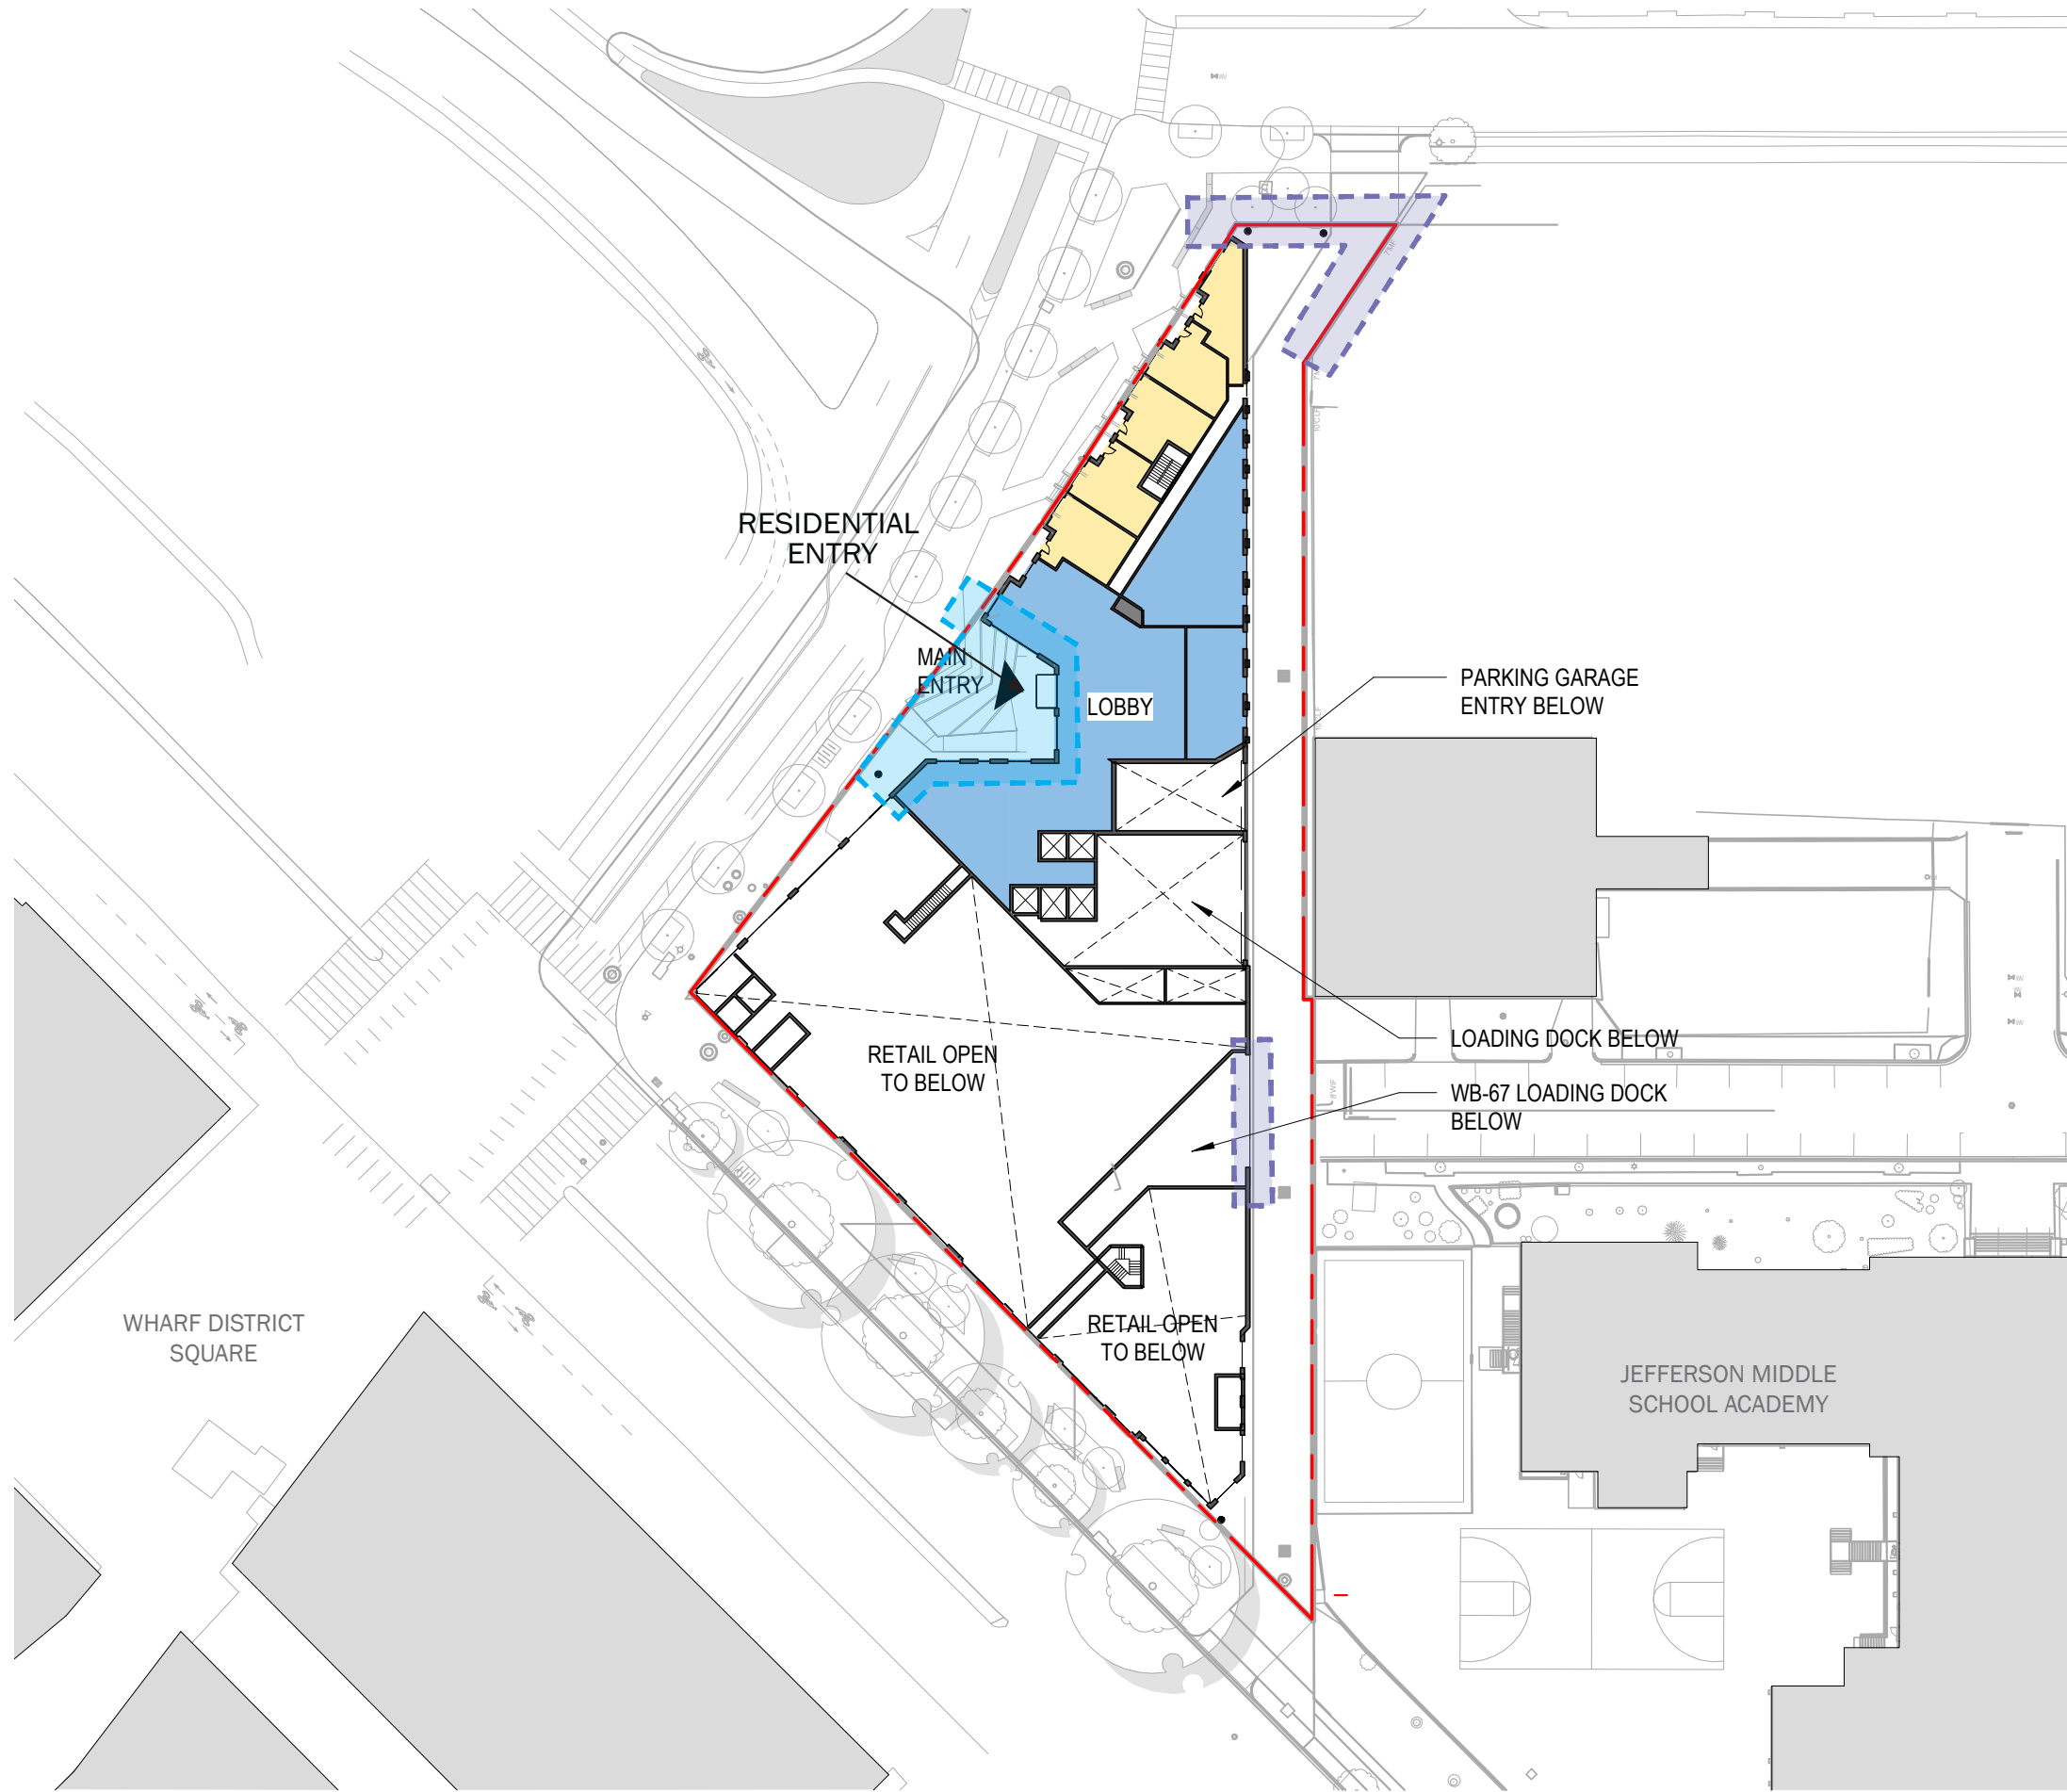 RESIDENTIAL
ENTRY
MAIN
ENTRY
LOBBY
PARKING GARAGE
ENTRY BELOW
LOADING DOCK BELOW
RETAIL OPEN
TO BELOW
WB-67 LOADING DOCK
BELOW
RETAIL OPEN
TO BELOW
WHARF DISTRICT
SQUARE
JEFFERSON MIDDLE
SCHOOL ACADEMY